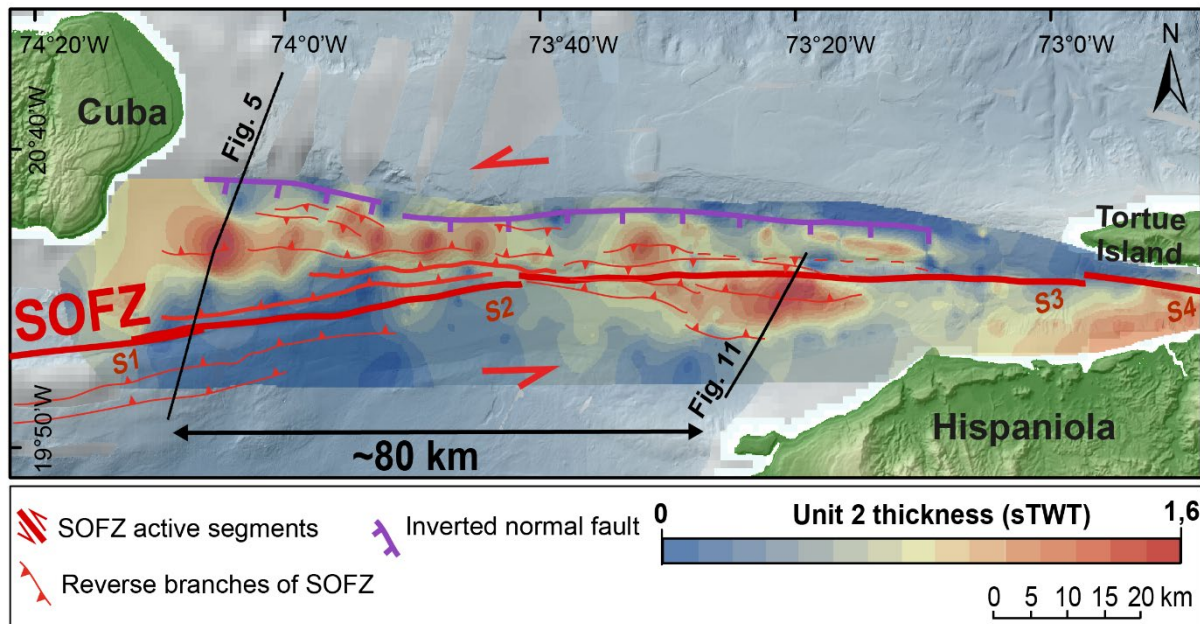 74°20'W 74°0'W 73°40'W 73°20'W 73°0'W
N
Cuba
20°40'W
Fig. 5
Tortue
Island
SOFZ
S1
S2
S3
S4
Fig. 11
19°50'W
~80 km
Hispaniola
SOFZ active segments
Inverted normal fault
Reverse branches of SOFZ
0 Unit 2 thickness (sTWT) 1,6
0 5 10 15 20 km